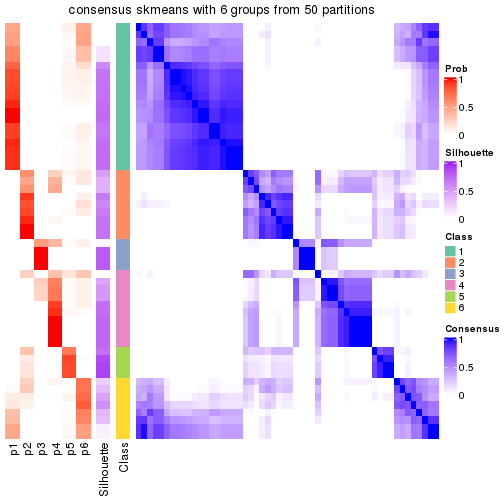 consensus skmeans with 6 groups from 50 partitions
Prob
1
0.5
0
Silhouette
1
0.5
0
Class
1
2
3
4
5
6
Consensus
1
0.5
0
p1
p2
p3
p4
p5
p6
Silhouette
Class